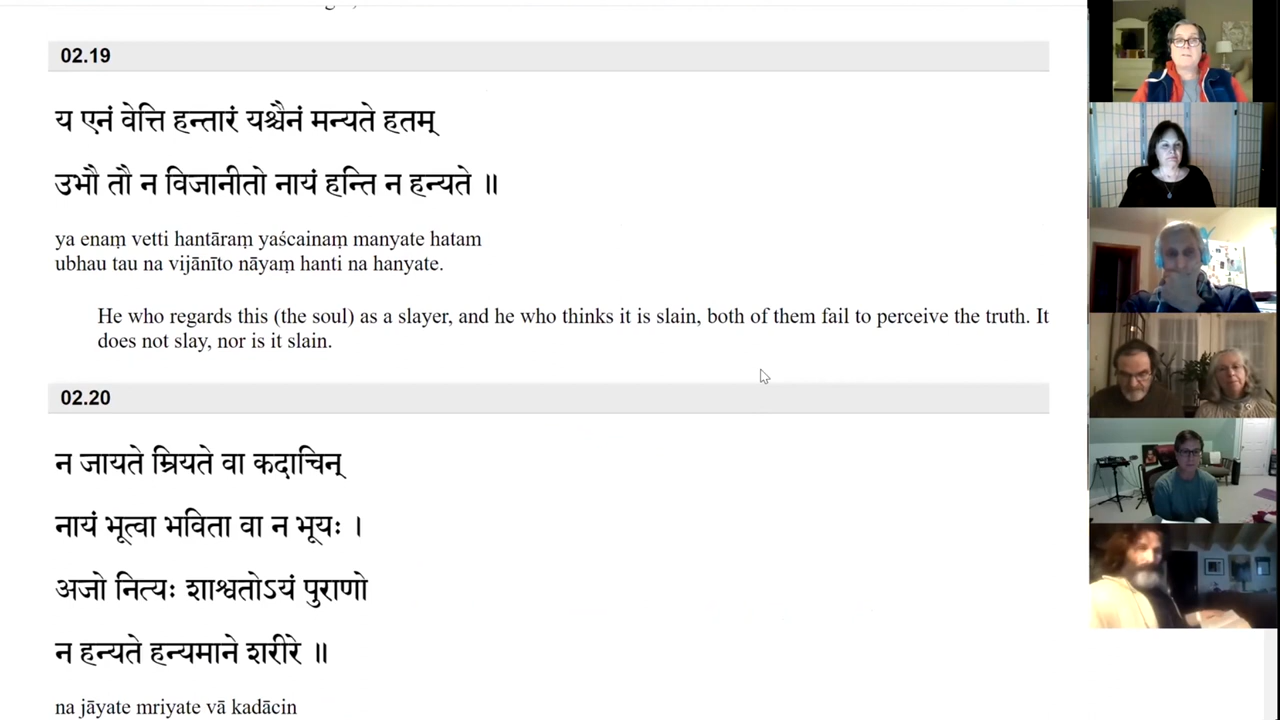 02.19
य एनं वेत्ति हन्तारं यश्चैनं मन्यते हतम्
उभौ तौ न विजानीतो नायं हन्ति न हन्यते ॥
ya enaṃ vetti hantāraṃ yaścainaṃ manyate hatam
ubhau tau na vijānīto nāyaṃ hanti na hanyate.
He who regards this (the soul) as a slayer, and he who thinks it is slain, both of them fail to perceive the truth. It
does not slay, nor is it slain.
02.20
न जायते म्रियते वा कदाचिन्
नायं भूत्वा भविता वा न भूयः ।
अजो नित्यः शाश्वतोऽयं पुराणो
न हन्यते हन्यमाने शरीरे ॥
na jāyate mriyate vā kadācin